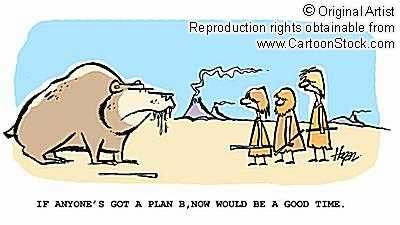 © Original Artist
Reproduction rights obtainable from
www.CartoonStock.com
IF ANYONE'S GOT A PLAN B,NOW WOULD BE A GOOD TIME.